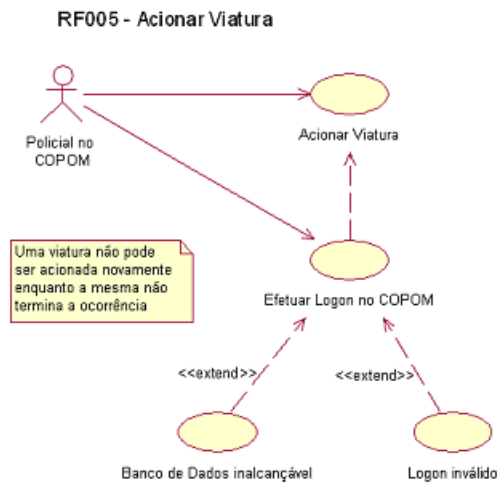 RF005 - Acionar Viatura
Policial no
COPOM
Acionar Viatura
Uma viatura não pode
ser acionada novamente
enquanto a mesma não
termina a ocorrência
Efetuar Logon no COPOM
<<extend>>
<<extend>>
Banco de Dados inalcançável
Logon inválido